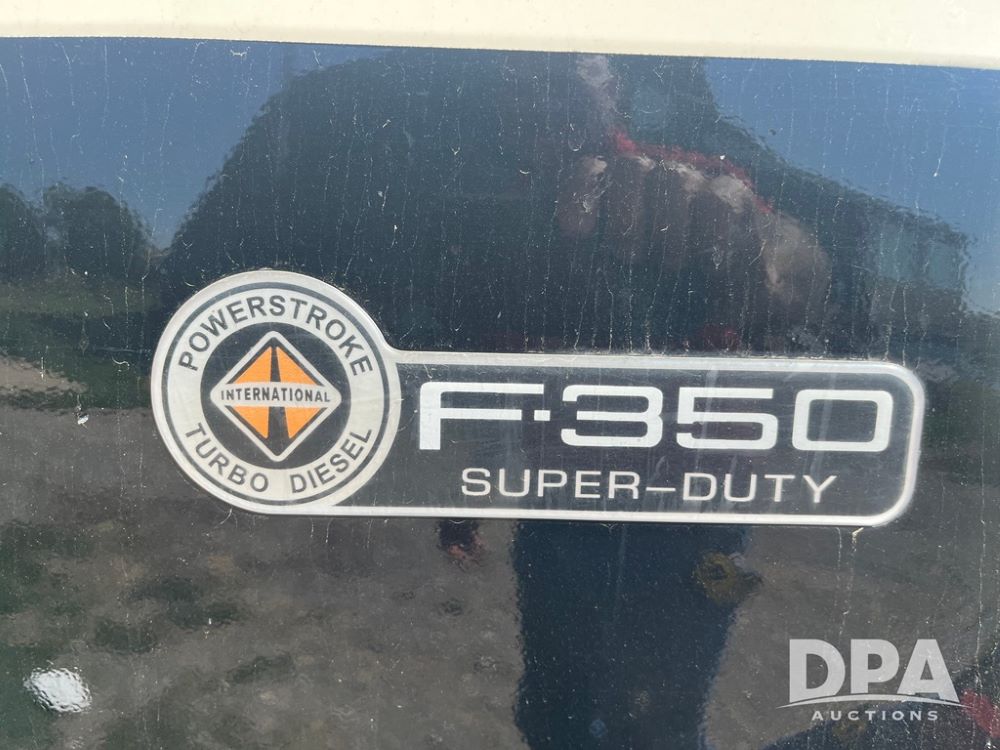 POWERSTROKE
INTERNATIONAL
TURBO DIESEL
F-350
SUPER-DUTY
DPA
AUCTIONS